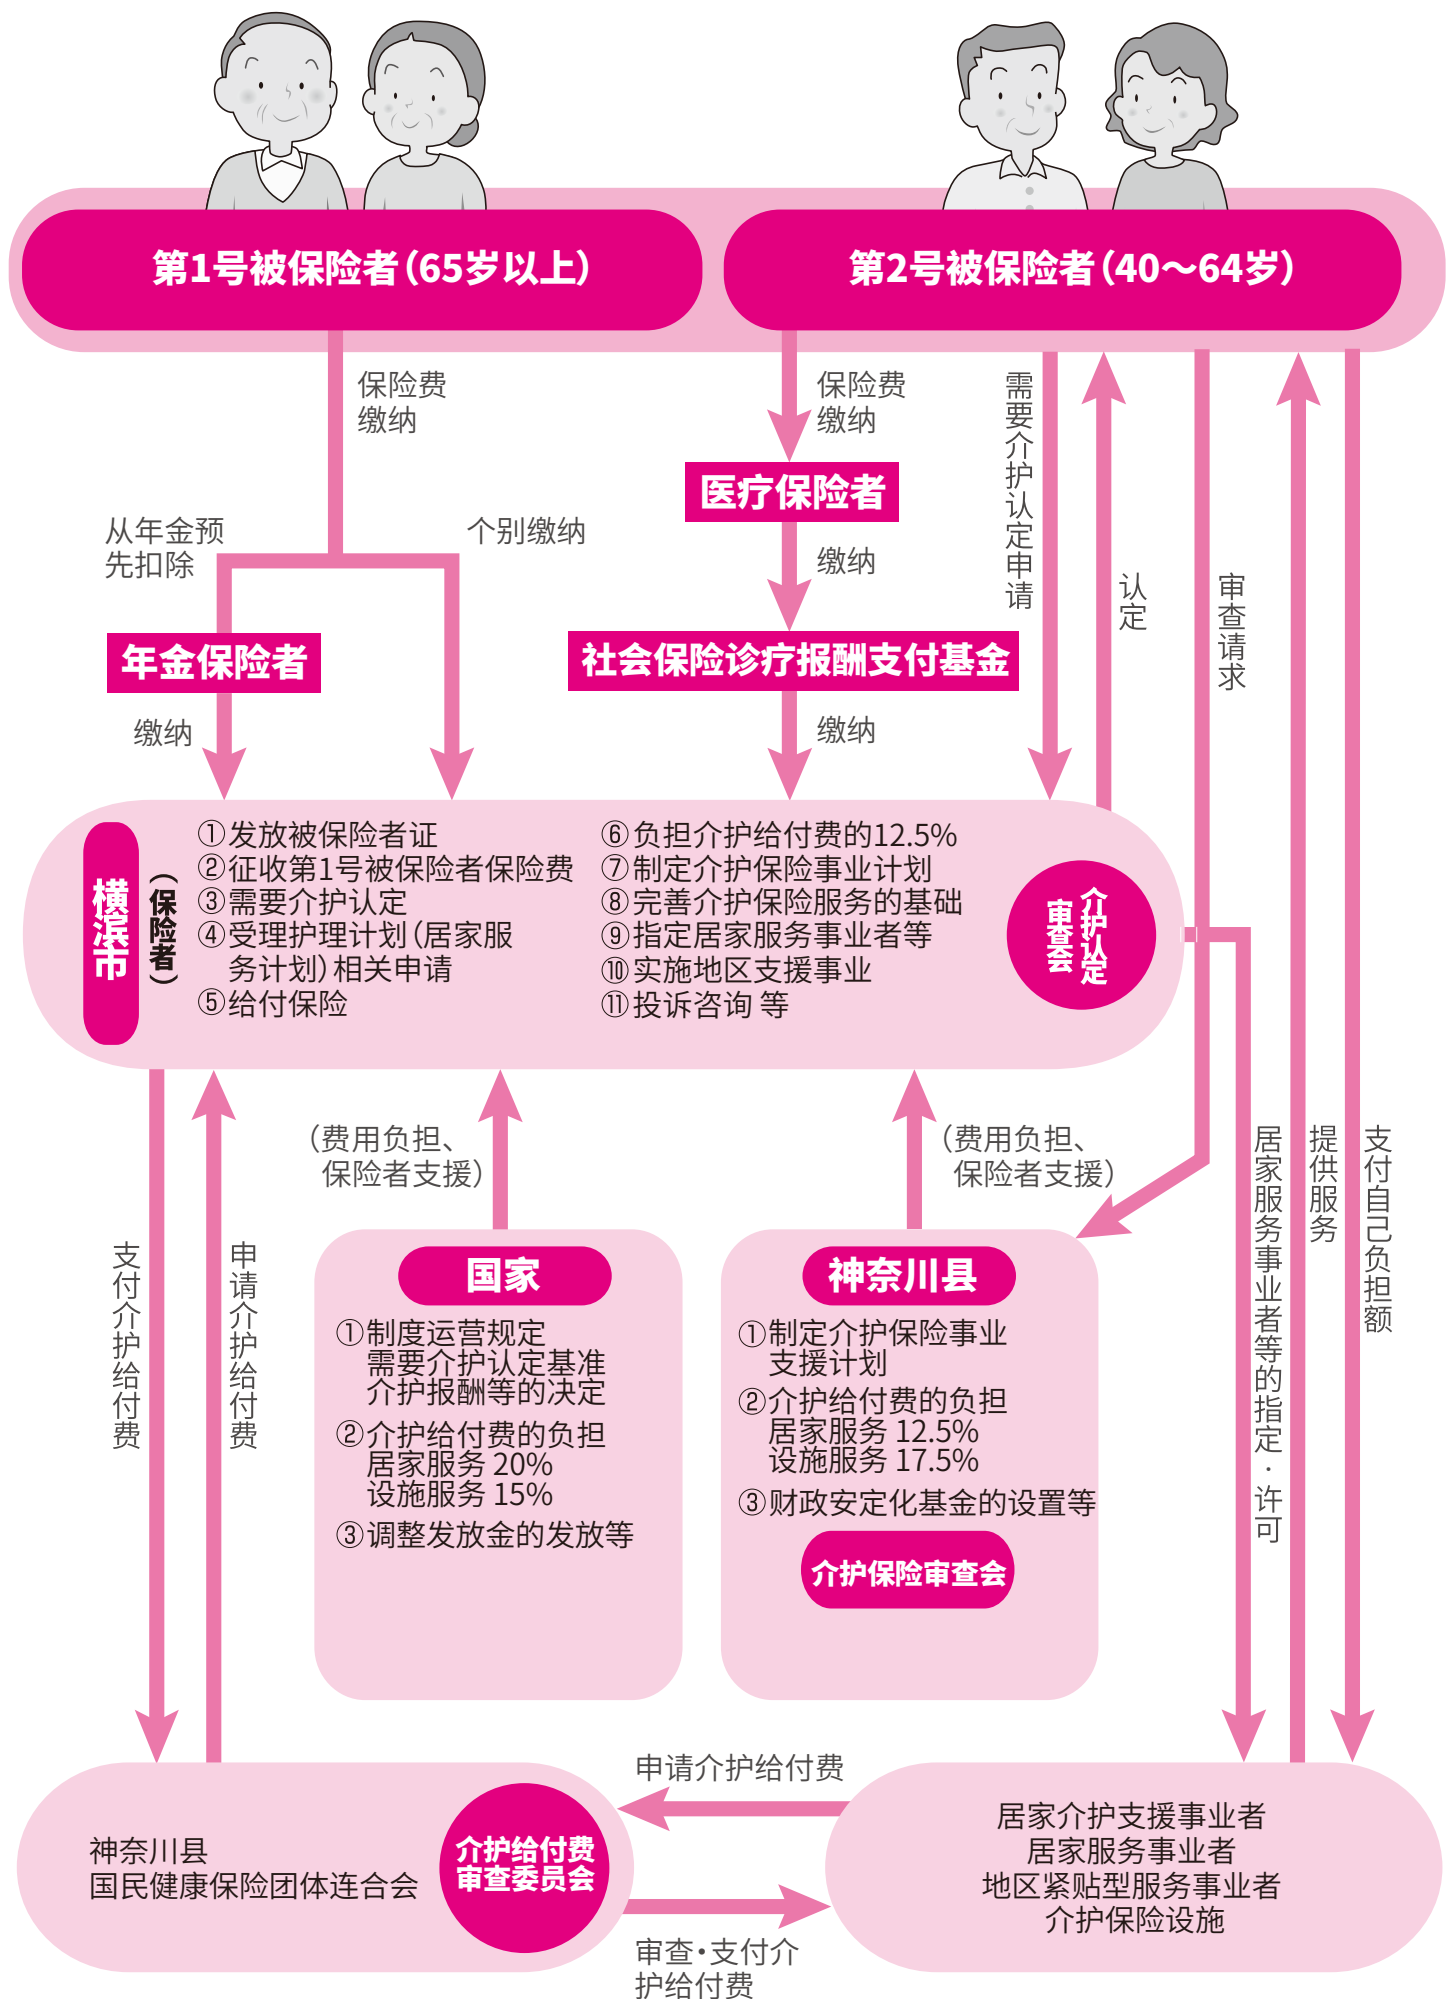 第1号被保险者（65岁以上）
第2号被保险者（40～64岁）
保险费
缴纳
从年金预
先扣除
个别缴纳
年金保险者
缴纳
保险费
缴纳
医疗保险者
缴纳
社会保险诊疗报酬支付基金
缴纳
需要介护认定申请
认定
审查请求
横滨市
（保险者）
①发放被保险者证
②征收第1号被保险者保险费
③需要介护认定
④受理护理计划（居家服
务计划）相关申请
⑤给付保险
⑥负担介护给付费的12.5%
⑦制定介护保险事业计划
⑧完善介护保险服务的基础
⑨指定居家服务事业者等
⑩实施地区支援事业
⑪投诉咨询 等
介护认定
审查会
（费用负担、
保险者支援）
（费用负担、
保险者支援）
支付介护给付费
申请介护给付费
国家
①制度运营规定
需要介护认定基准
介护报酬等的决定
②介护给付费的负担
居家服务 20%
设施服务 15%
③调整发放金的发放等
神奈川县
①制定介护保险事业
支援计划
②介护给付费的负担
居家服务 12.5%
设施服务 17.5%
③财政安定化基金的设置等
介护保险审查会
居家服务事业者等的指定·许可
提供服务
支付自己负担额
神奈川县
国民健康保险团体连合会
介护给付费
审查委员会
申请介护给付费
审查·支付介
护给付费
居家介护支援事业者
居家服务事业者
地区紧贴型服务事业者
介护保险设施